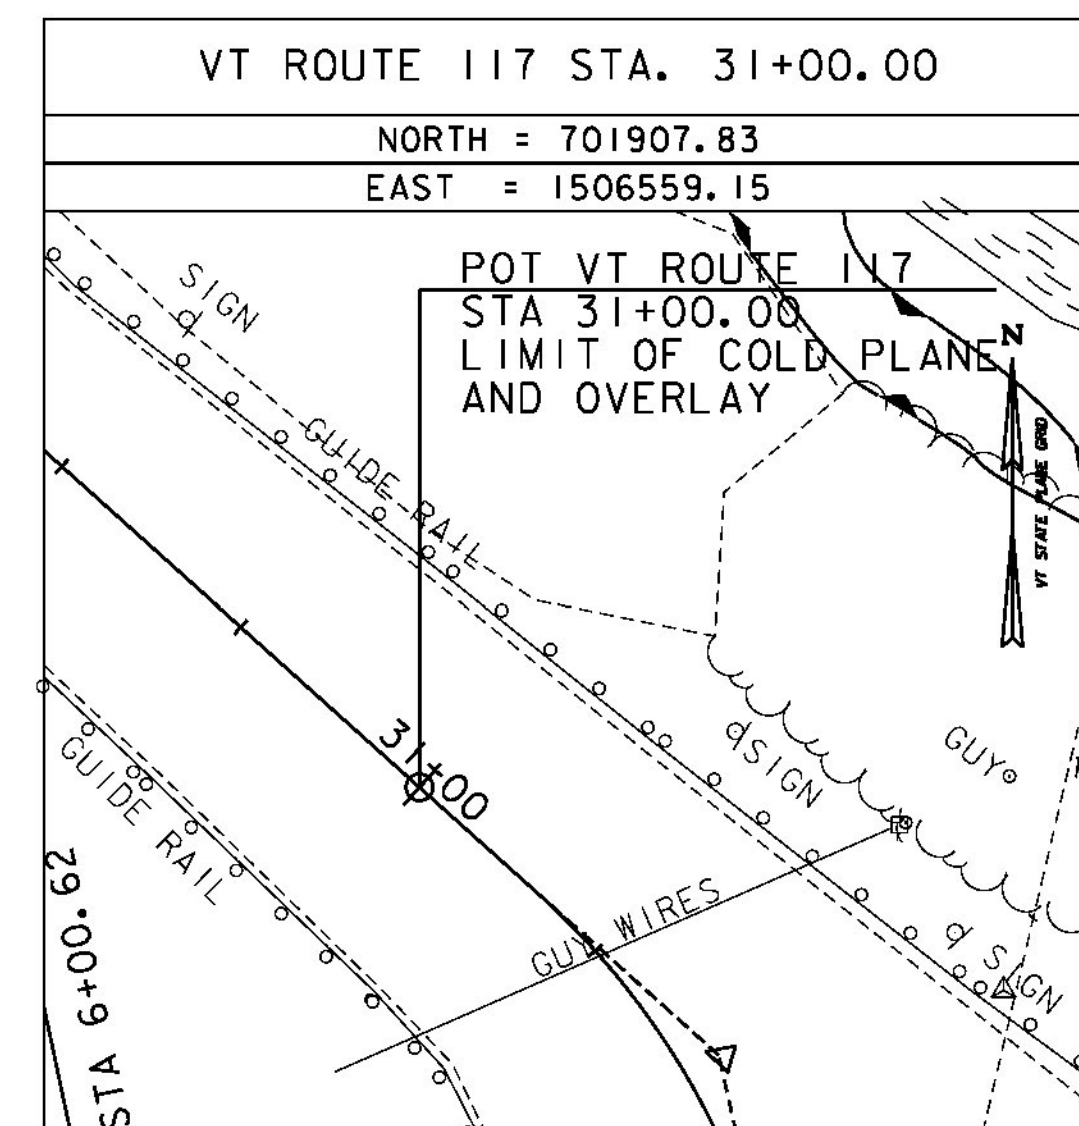 VT ROUTE 117 STA. 31+00.00
NORTH = 701907.83
EAST = 1506559.15
POT VT ROUTE 117
STA 31+00.00
LIMIT OF COLD PLANE
AND OVERLAY
N
VT STATE PLANE GRID
SIGN
GUIDE RAIL
31+00
SIGN
GUY
GUIDE RAIL
GUY WIRES
SIGN
STA 6+00.62